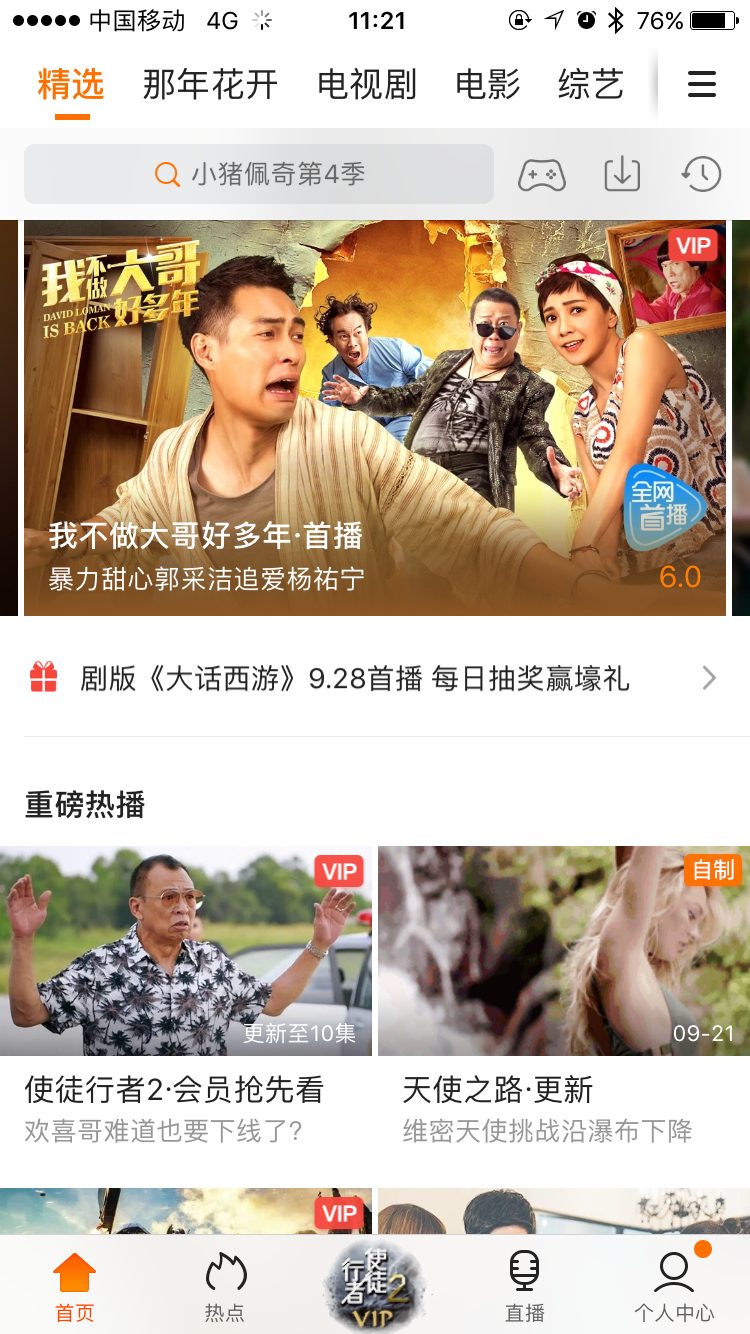 中国移动 4G 11:21 76%
精选 那年花开 电视剧 电影 综艺
小猪佩奇第4季
VIP
我不做大哥好多年
DAVID LOMAN
IS BACK
全网
首播
我不做大哥好多年·首播
暴力甜心郭采洁追爱杨祐宁
6.0
剧版《大话西游》9.28首播 每日抽奖赢壕礼
重磅热播
VIP
自制
更新至10集
09-21
使徒行者2·会员抢先看
天使之路·更新
欢喜哥难道也要下线了?
维密天使挑战沿瀑布下降
VIP
使徒行者2
VIP
首页 热点 直播 个人中心